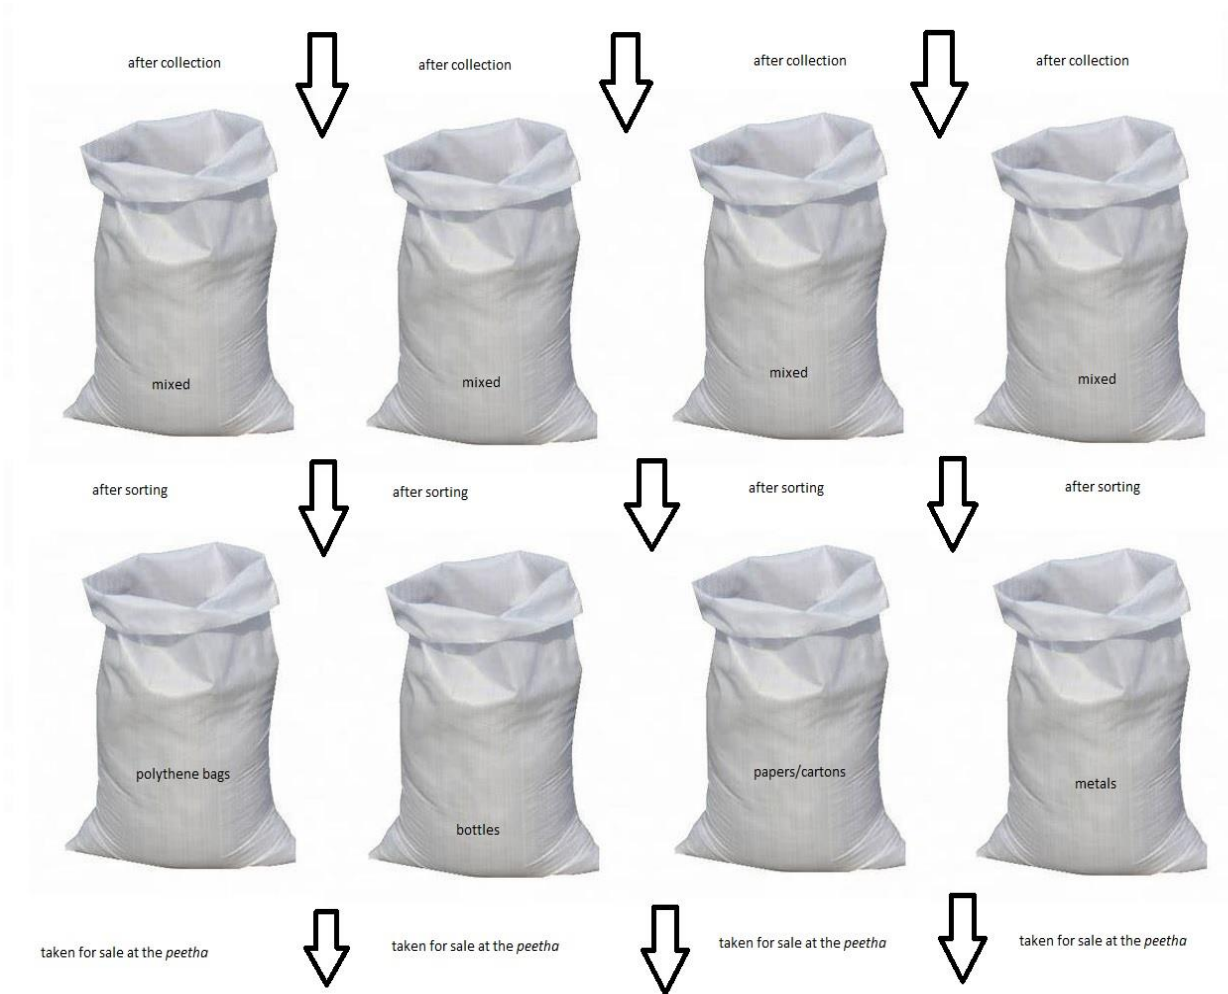 after collection
after collection
after collection
after collection
mixed
mixed
mixed
mixed
after sorting
after sorting
after sorting
after sorting
polythene bags
bottles
papers/cartons
metals
taken for sale at the peetha
taken for sale at the peetha
taken for sale at the peetha
taken for sale at the peetha